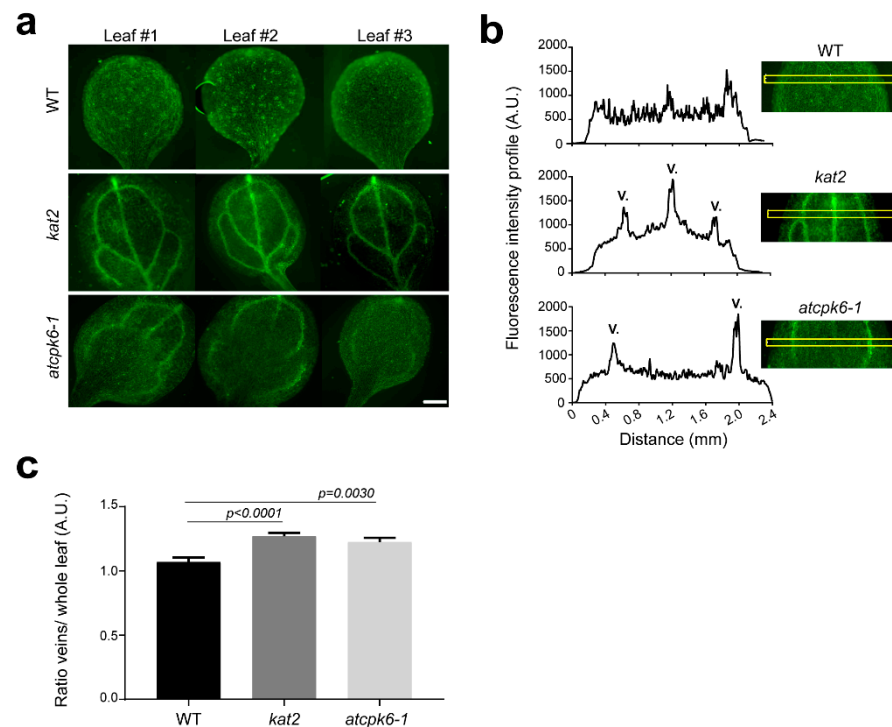 a
Leaf #1 Leaf #2 Leaf #3
WT
kat2
atcpk6-1
b
Fluorescence intensity profile (A.U.)
WT
2000
1500
1000
500
0
kat2
2000
1500
1000
500
0
v. v. v.
atcpk6-1
2000
1500
1000
500
0
v. v.
0 0.4 0.8 1.2 1.6 2.0 2.4
Distance (mm)
c
Ratio veins/ whole leaf (A.U.)
1.5
1.0
0.5
0.0
p=0.0030
p<0.0001
WT kat2 atcpk6-1